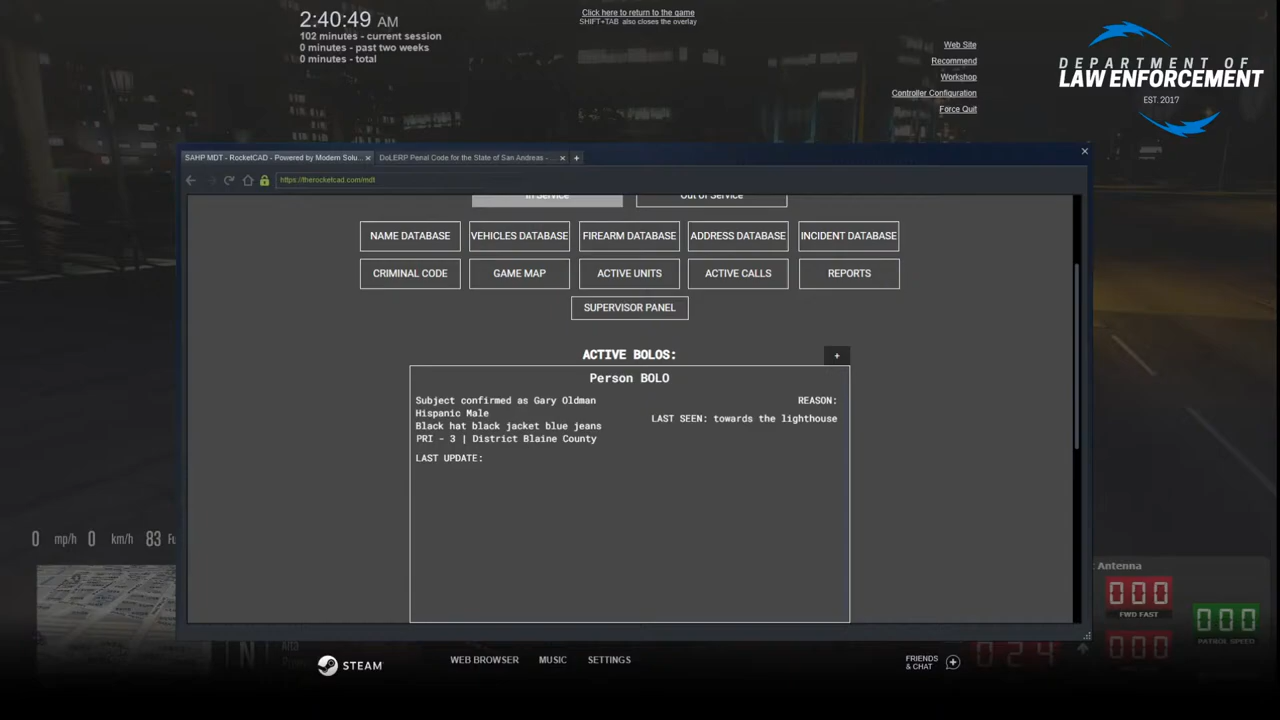 2:40:49 AM
102 minutes - current session
0 minutes - past two weeks
0 minutes - total
Click here to return to the game
SHIFT+TAB also closes the overlay
Web Site
Recommend
Workshop
Controller Configuration
Force Quit
DEPARTMENT OF
LAW ENFORCEMENT
EST. 2017
SAHP MDT - RocketCAD - Powered by Modern Solu... x
DoLERP Penal Code for the State of San Andreas - ... x +
https://therocketcad.com/mdt
In Service
Out of Service
NAME DATABASE
VEHICLES DATABASE
FIREARM DATABASE
ADDRESS DATABASE
INCIDENT DATABASE
CRIMINAL CODE
GAME MAP
ACTIVE UNITS
ACTIVE CALLS
REPORTS
SUPERVISOR PANEL
ACTIVE BOLOS:
+
Person BOLO
Subject confirmed as Gary Oldman
Hispanic Male
Black hat black jacket blue jeans
PRI - 3 | District Blaine County
LAST UPDATE:
REASON:
LAST SEEN: towards the lighthouse
0 mp/h 0 km/h 83 Fu
Antenna
000
FWD FAST
000
PATROL SPEED
000
024
STEAM
WEB BROWSER
MUSIC
SETTINGS
FRIENDS
& CHAT